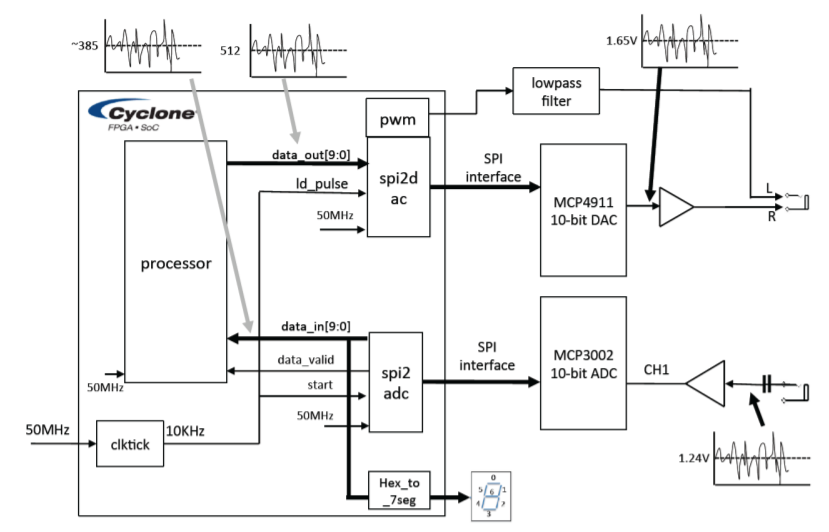 ~385
512
1.65V
Cyclone
FPGA • SoC
pwm
lowpass
filter
data_out[9:0]
ld_pulse
50MHz
spi2d
ac
SPI
interface
MCP4911
10-bit DAC
L
R
processor
50MHz
data_in[9:0]
data_valid
start
50MHz
spi2
adc
SPI
interface
MCP3002
10-bit ADC
CH1
50MHz
clktick
10KHz
1.24V
Hex_to
_7seg
0
5
6
1
4
2
3